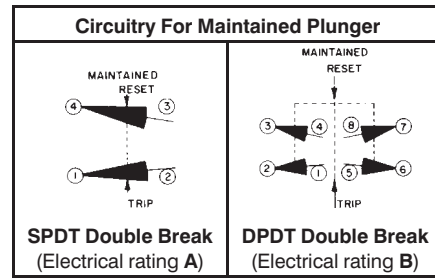 Circuitry For Maintained Plunger
MAINTAINED
RESET
4 3
1 2
TRIP
SPDT Double Break
(Electrical rating A)
MAINTAINED
RESET
3 4 8 7
2 1 5 6
TRIP
DPDT Double Break
(Electrical rating B)